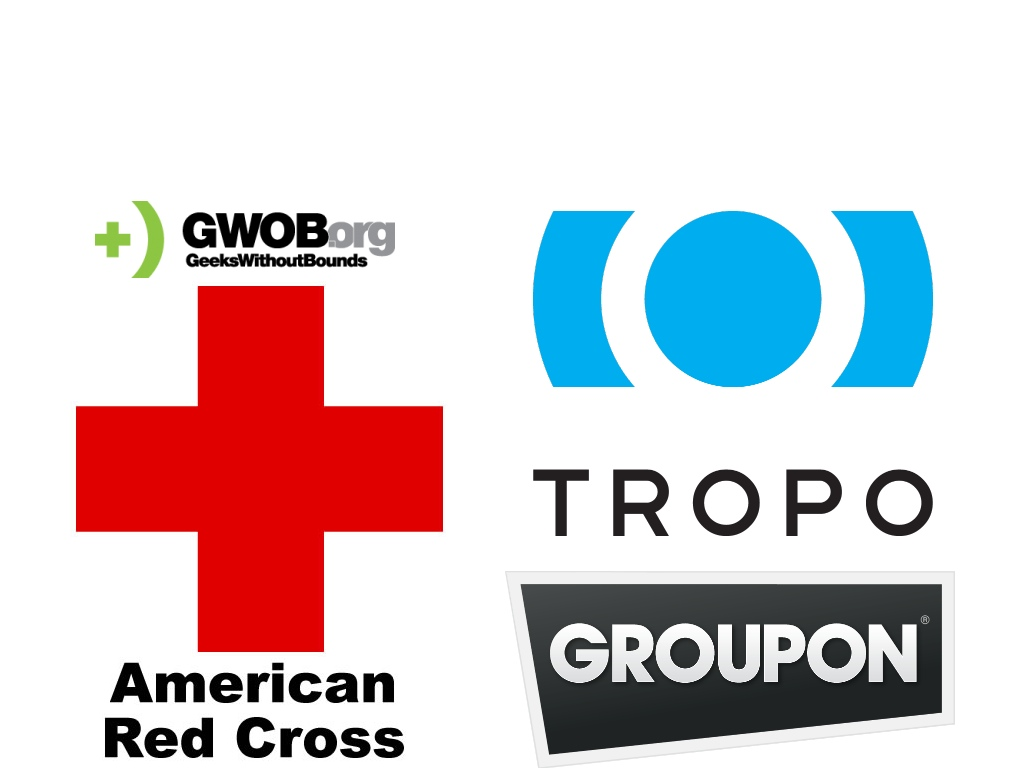 GWOB.org
GeeksWithoutBounds
American
Red Cross
TROPO
GROUPON®